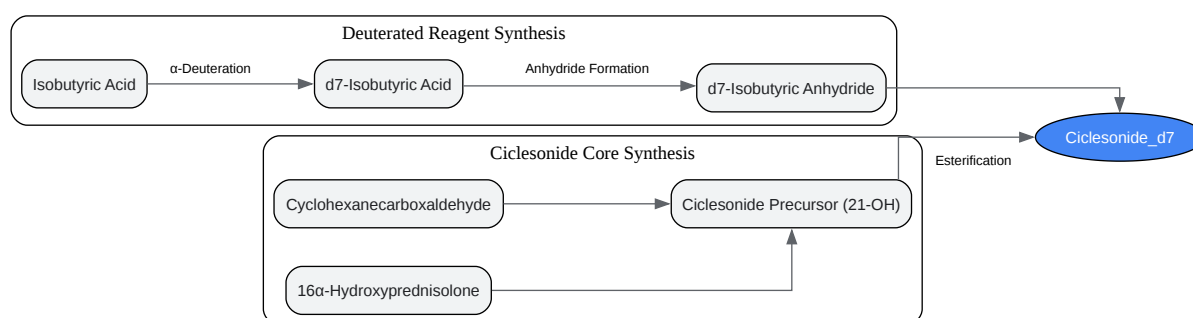 Deuterated Reagent Synthesis
Isobutyric Acid
α-Deuteration
d7-Isobutyric Acid
Anhydride Formation
d7-Isobutyric Anhydride
Ciclesonide_d7
Ciclesonide Core Synthesis
Esterification
Cyclohexanecarboxaldehyde
Ciclesonide Precursor (21-OH)
16α-Hydroxyprednisolone